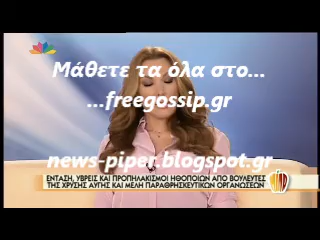 Μάθετε τα όλα στο...
...freegossip.gr
news-piper.blogspot.gr
ΕΝΤΑΣΗ, ΥΒΡΕΙΣ ΚΑΙ ΠΡΟΠΗΛΑΚΙΣΜΟΙ ΗΘΟΠΟΙΩΝ ΑΠΟ ΒΟΥΛΕΥΤΕΣ
ΤΗΣ ΧΡΥΣΗΣ ΑΥΓΗΣ ΚΑΙ ΜΕΛΗ ΠΑΡΑΘΡΗΣΚΕΥΤΙΚΩΝ ΟΡΓΑΝΩΣΕΩΝ